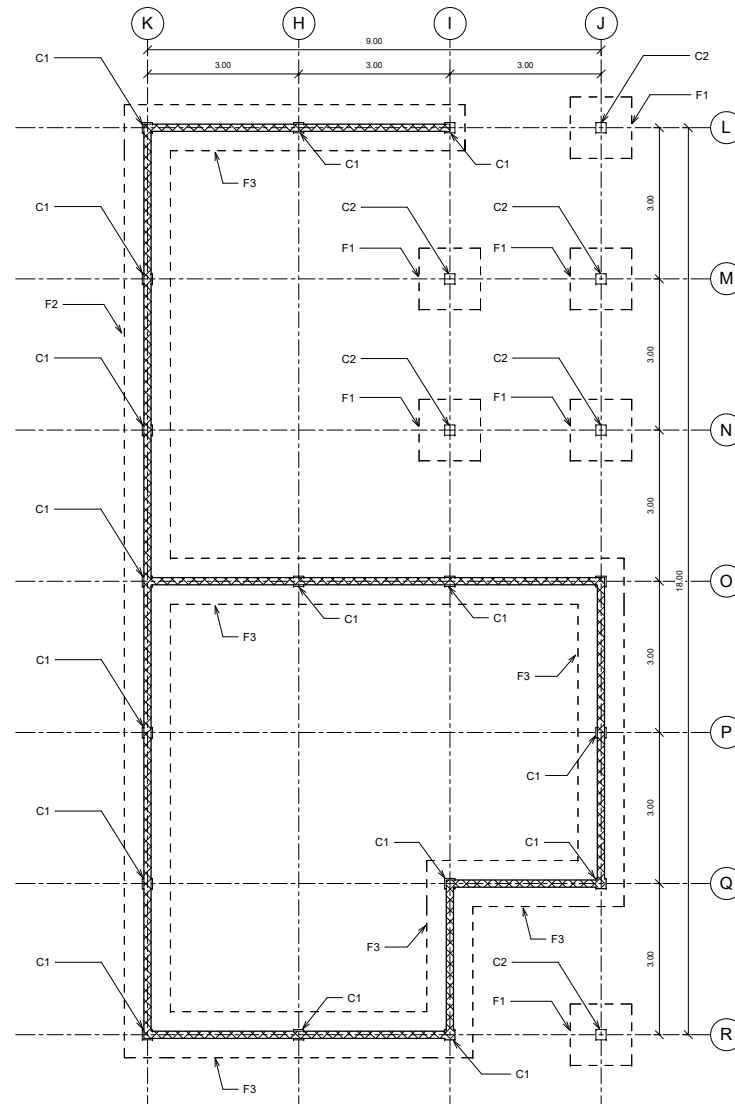 K H I J
9.00
C1 C2
3.00 3.00 3.00
F1
L
C1 C1
F3
3.00
C1 C2 C2
F1 F1
M
F2
3.00
C1 C2 C2
F1 F1
N
3.00
C1
O
18.00
C1 C1
F3
3.00
C1 F3
P
C1
C1
3.00
C1 C1
Q
F3 F3
C1 C2
3.00
C1 F1
R
C1
F3